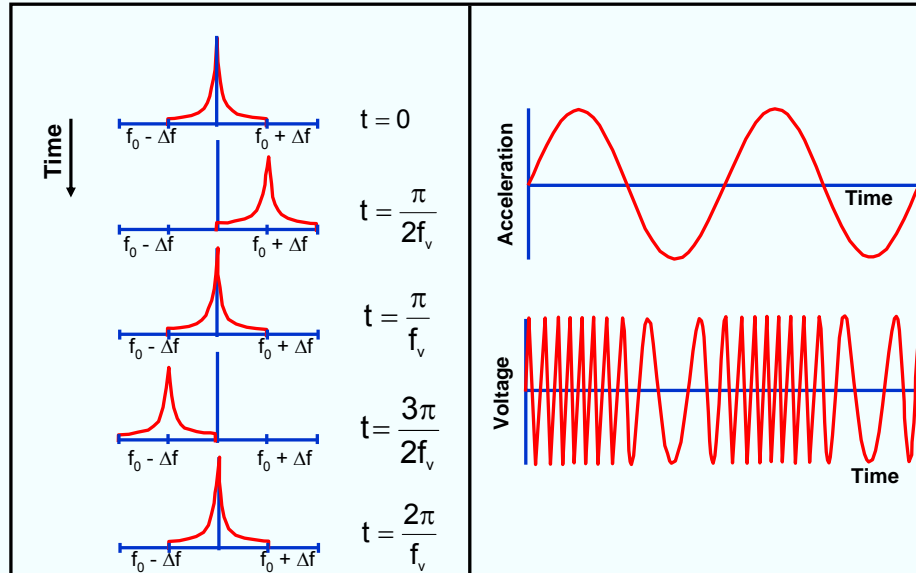 Time
f₀ - Δf f₀ + Δf t = 0
f₀ - Δf f₀ + Δf t = π/2fᵥ
f₀ - Δf f₀ + Δf t = π/fᵥ
f₀ - Δf f₀ + Δf t = 3π/2fᵥ
f₀ - Δf f₀ + Δf t = 2π/fᵥ
Acceleration
Time
Voltage
Time